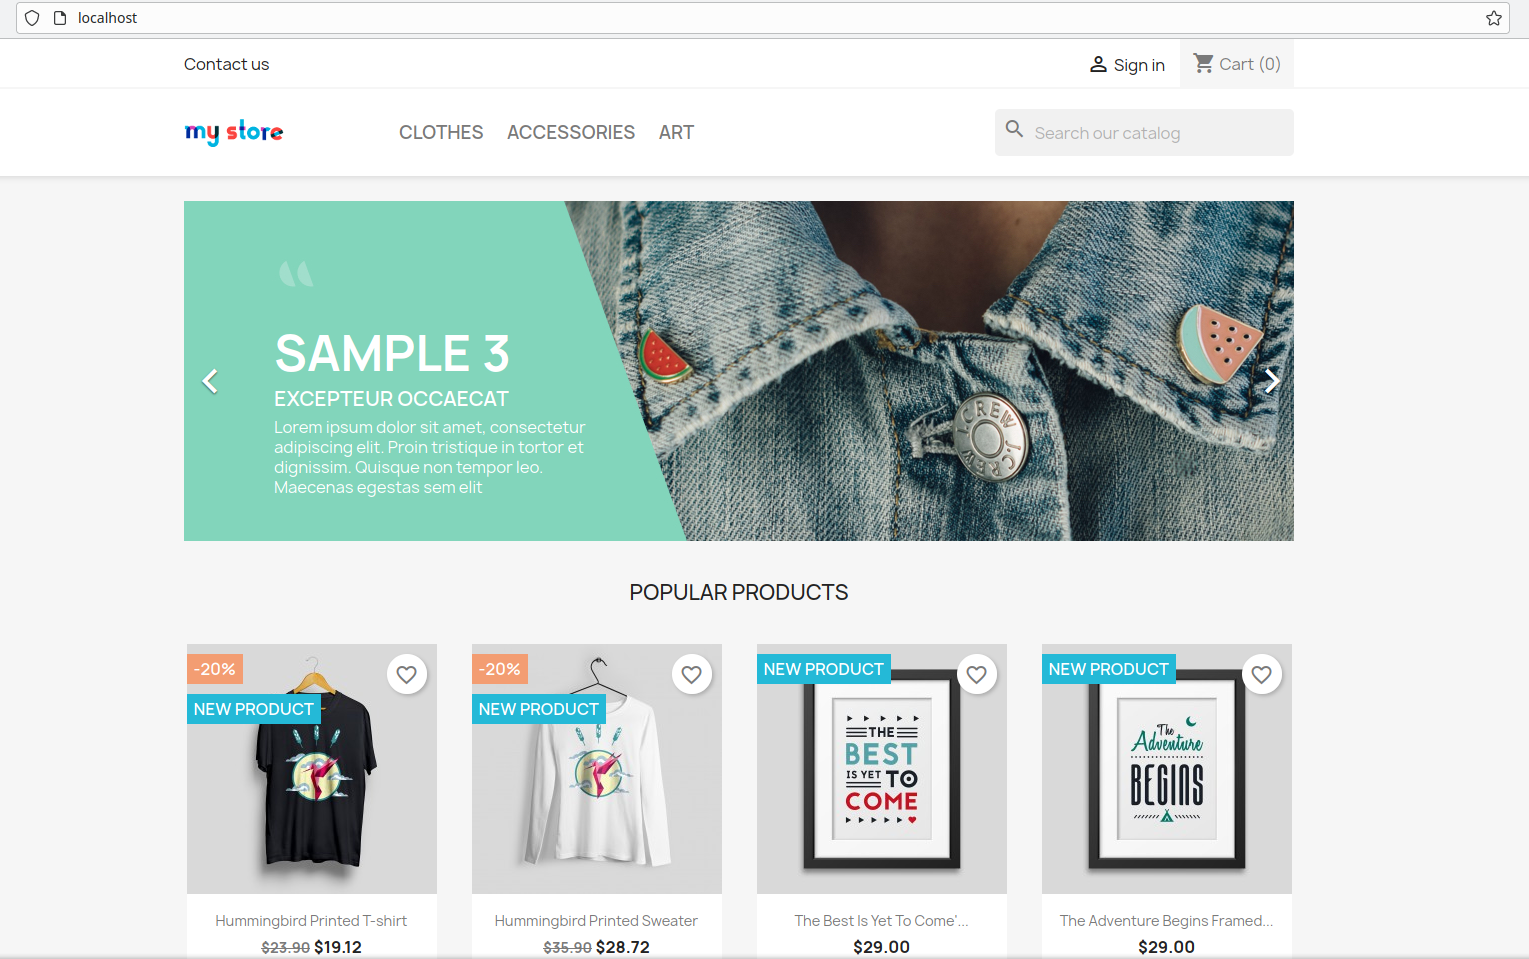 localhost
Contact us
Sign in
Cart (0)
my store
CLOTHES
ACCESSORIES
ART
Search our catalog
SAMPLE 3
EXCEPTEUR OCCAECAT
Lorem ipsum dolor sit amet, consectetur
adipiscing elit. Proin tristique in tortor et
dignissim. Quisque non tempor leo.
Maecenas egestas sem elit
J.CREW J.CREW
POPULAR PRODUCTS
-20%
NEW PRODUCT
Hummingbird Printed T-shirt
$23.90 $19.12
-20%
NEW PRODUCT
Hummingbird Printed Sweater
$35.90 $28.72
NEW PRODUCT
THE
BEST
IS YET TO
COME
The Best Is Yet To Come'...
$29.00
NEW PRODUCT
The
Adventure
BEGINS
The Adventure Begins Framed...
$29.00